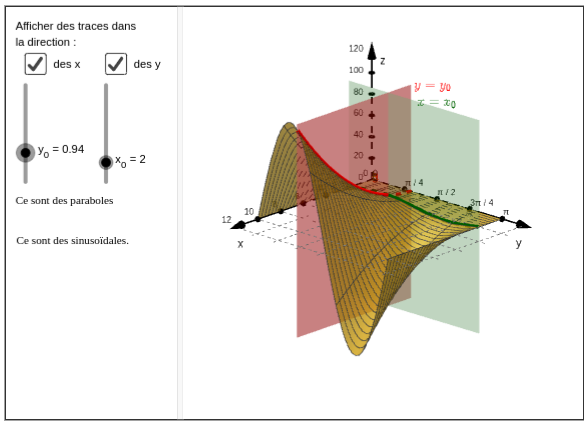 Afficher des traces dans
la direction :
des x
des y
y0 = 0.94
x0 = 2
Ce sont des paraboles
Ce sont des sinusoïdales.
120
z
100
y = y0
80
x = x0
60
40
20
0
π / 4
π / 2
3π / 4
π
10
12
x
y